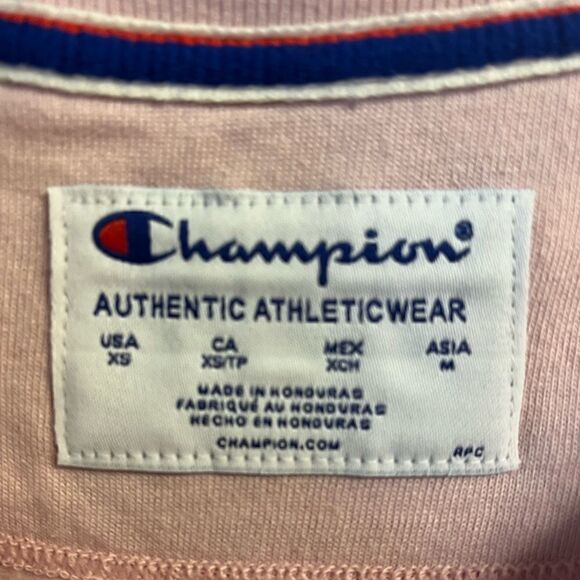 Champion®
AUTHENTIC ATHLETICWEAR
USA CA MEX ASIA
XS XS/TP XCH M
MADE IN HONDURAS
FABRIQUÉ AU HONDURAS
HECHO EN HONDURAS
CHAMPION.COM
RPC